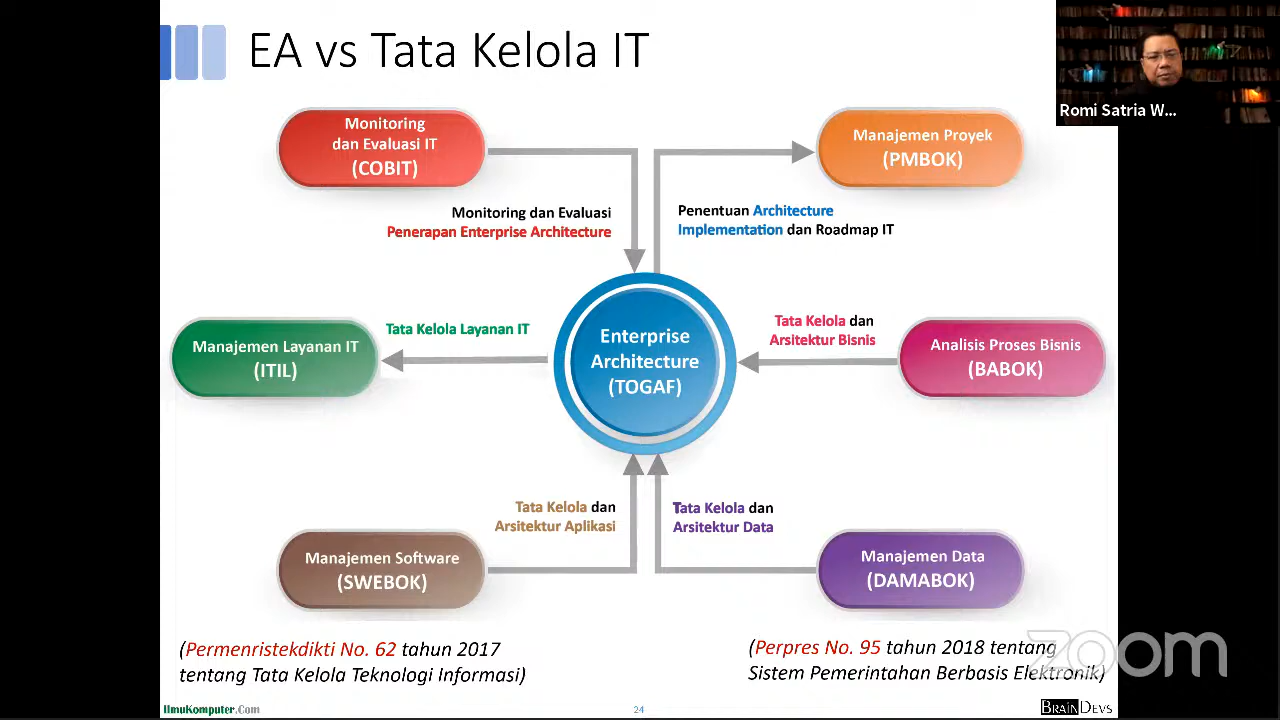 EA vs Tata Kelola IT
Romi Satria W...
Monitoring
dan Evaluasi IT
(COBIT)
Manajemen Proyek
(PMBOK)
Monitoring dan Evaluasi
Penerapan Enterprise Architecture
Penentuan Architecture
Implementation dan Roadmap IT
Manajemen Layanan IT
(ITIL)
Tata Kelola Layanan IT
Enterprise
Architecture
(TOGAF)
Tata Kelola dan
Arsitektur Bisnis
Analisis Proses Bisnis
(BABOK)
Tata Kelola dan
Arsitektur Aplikasi
Tata Kelola dan
Arsitektur Data
Manajemen Software
(SWEBOK)
Manajemen Data
(DAMABOK)
(Permenristekdikti No. 62 tahun 2017
tentang Tata Kelola Teknologi Informasi)
(Perpres No. 95 tahun 2018 tentang
Sistem Pemerintahan Berbasis Elektronik)
zoom
IlmuKomputer.Com
24
BRAINDEVS